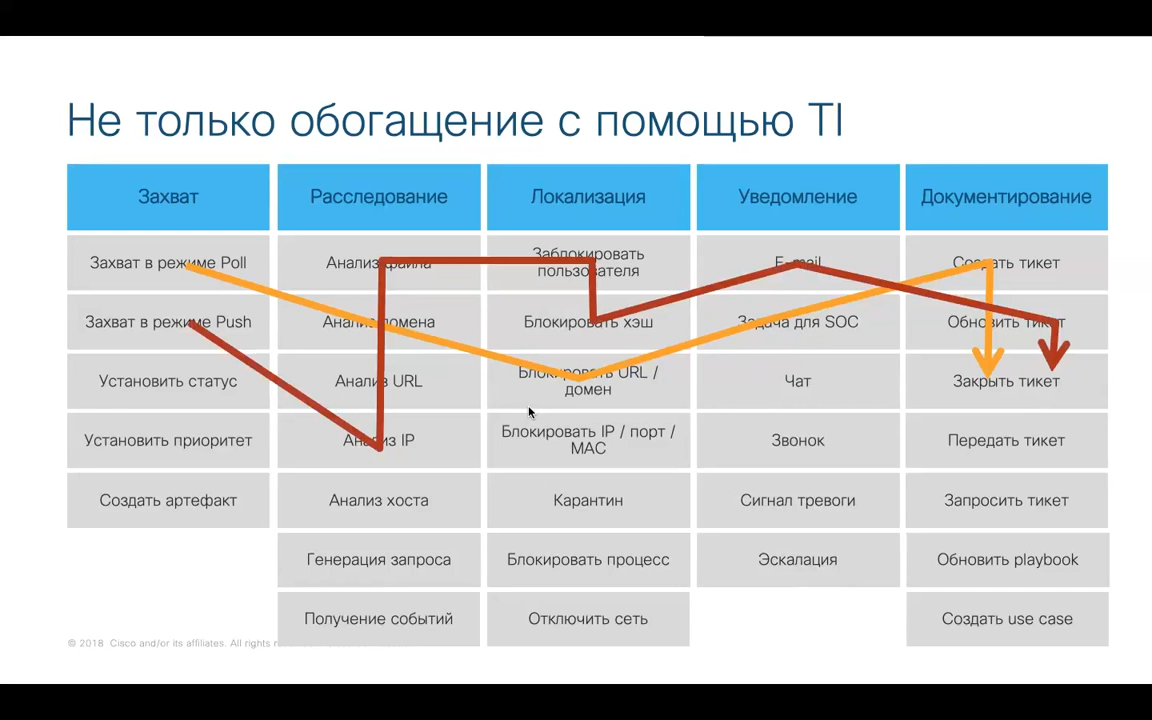 Не только обогащение с помощью TI
Захват
Расследование
Локализация
Уведомление
Документирование
Захват в режиме Poll
Анализ файла
Заблокировать
пользователя
E-mail
Создать тикет
Захват в режиме Push
Анализ домена
Блокировать хэш
Задача для SOC
Обновить тикет
Установить статус
Анализ URL
Блокировать URL /
домен
Чат
Закрыть тикет
Установить приоритет
Анализ IP
Блокировать IP / порт /
MAC
Звонок
Передать тикет
Создать артефакт
Анализ хоста
Карантин
Сигнал тревоги
Запросить тикет
Генерация запроса
Блокировать процесс
Эскалация
Обновить playbook
Получение событий
Отключить сеть
Создать use case
© 2018 Cisco and/or its affiliates. All rights